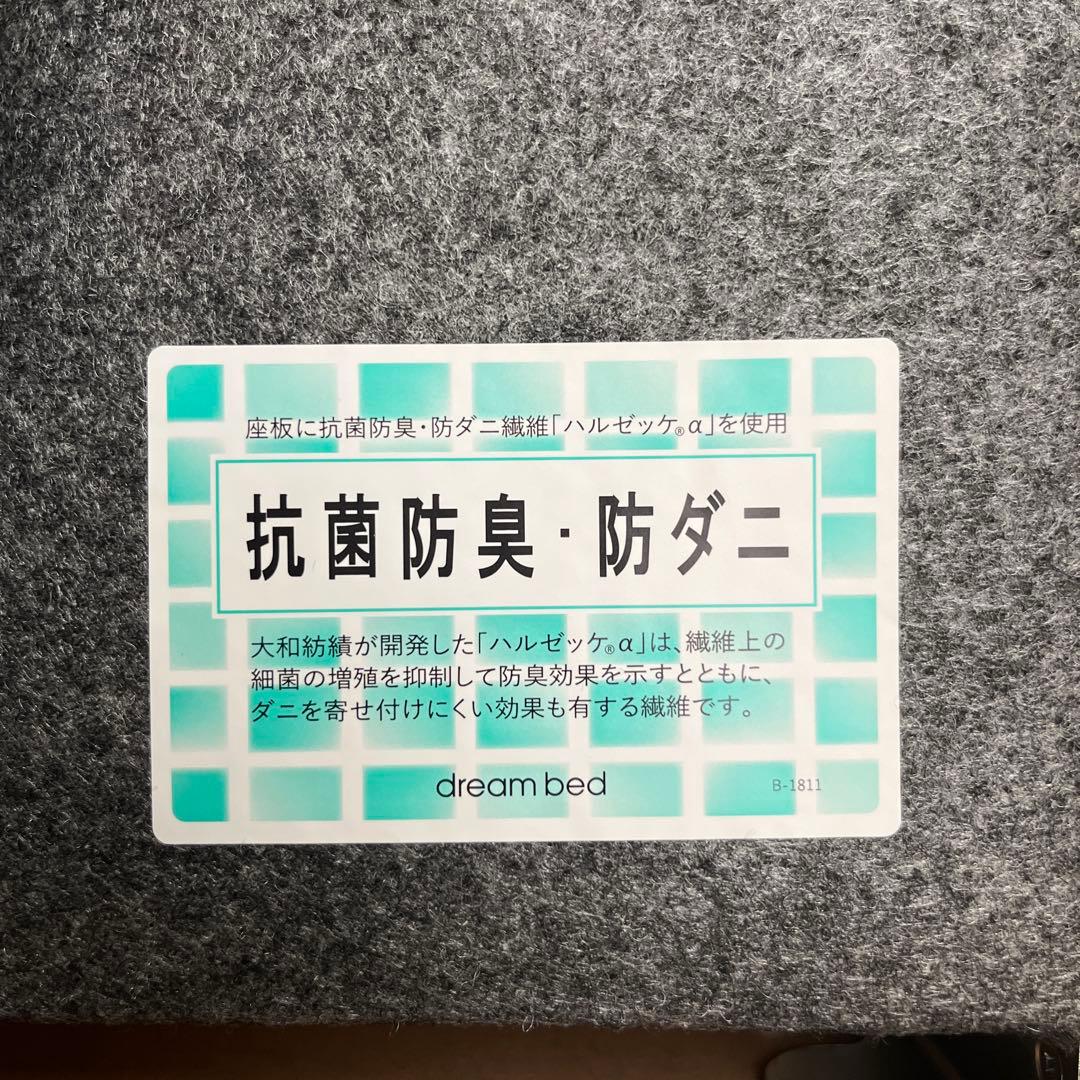 座板に抗菌防臭・防ダニ繊維「ハルゼッケ®α」を使用
抗菌防臭・防ダニ
大和紡績が開発した「ハルゼッケ®α」は、繊維上の
細菌の増殖を抑制して防臭効果を示すとともに、
ダニを寄せ付けにくい効果も有する繊維です。
dream bed
B-1811